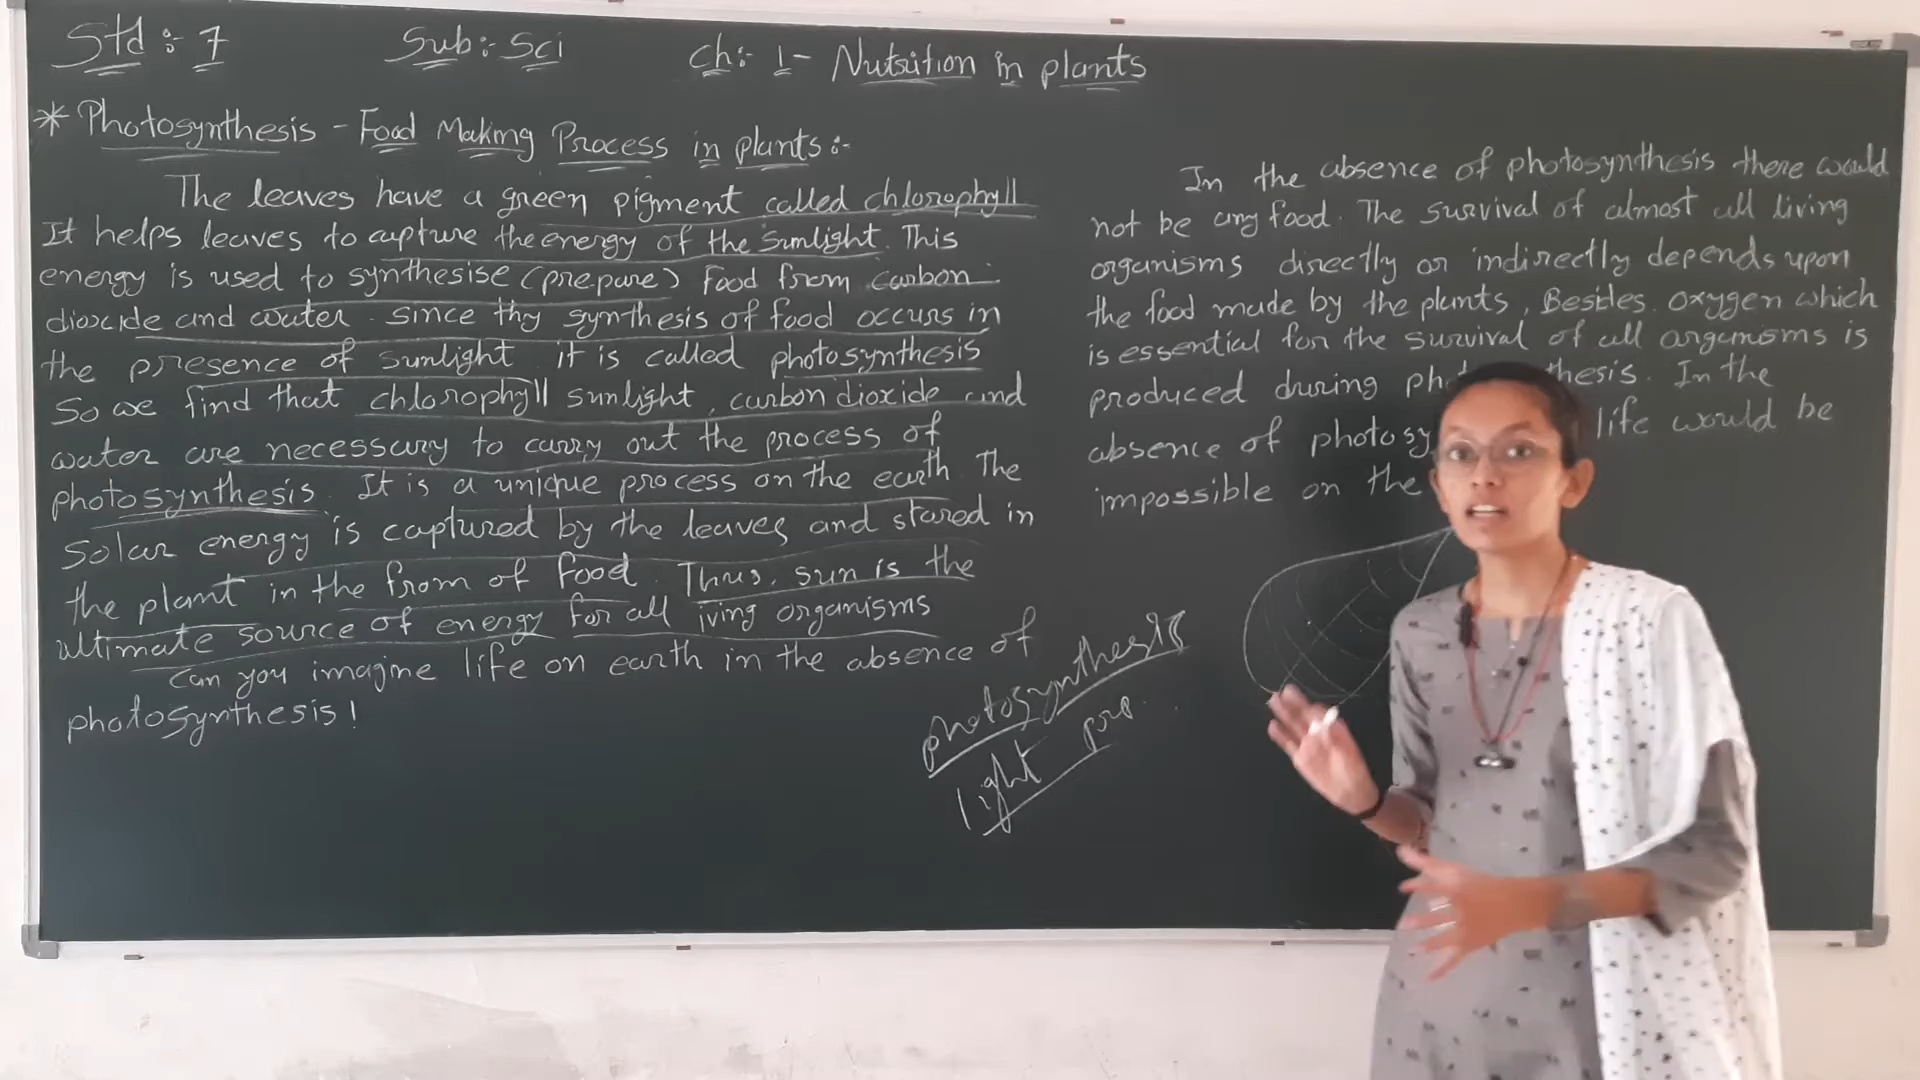 Std :- 7 Sub:- Sci Ch:- 1- Nutrition in plants
* Photosynthesis - Food Making Process in plants :-
The leaves have a green pigment called chlorophyll
It helps leaves to capture the energy of the sunlight. This
energy is used to synthesise (prepare) food from carbon
dioxide and water. since thy synthesis of food occurs in
the presence of sunlight it is called photosynthesis
So we find that chlorophyll sunlight, carbon dioxide and
water are necessary to carry out the process of
photosynthesis. It is a unique process on the earth. The
solar energy is captured by the leaves and stored in
the plant in the from of food. Thus, sun is the
ultimate source of energy for all iving organisms
can you imagine life on earth in the absence of
photosynthesis!
In the absence of photosynthesis there would
not be any food. The survival of almost all living
organisms directly or indirectly depends upon
the food made by the plants, Besides. oxygen which
is essential for the survival of all organisms is
produced during pho thesis. In the
absence of photosy life would be
impossible on the
photosynthesis
light pro